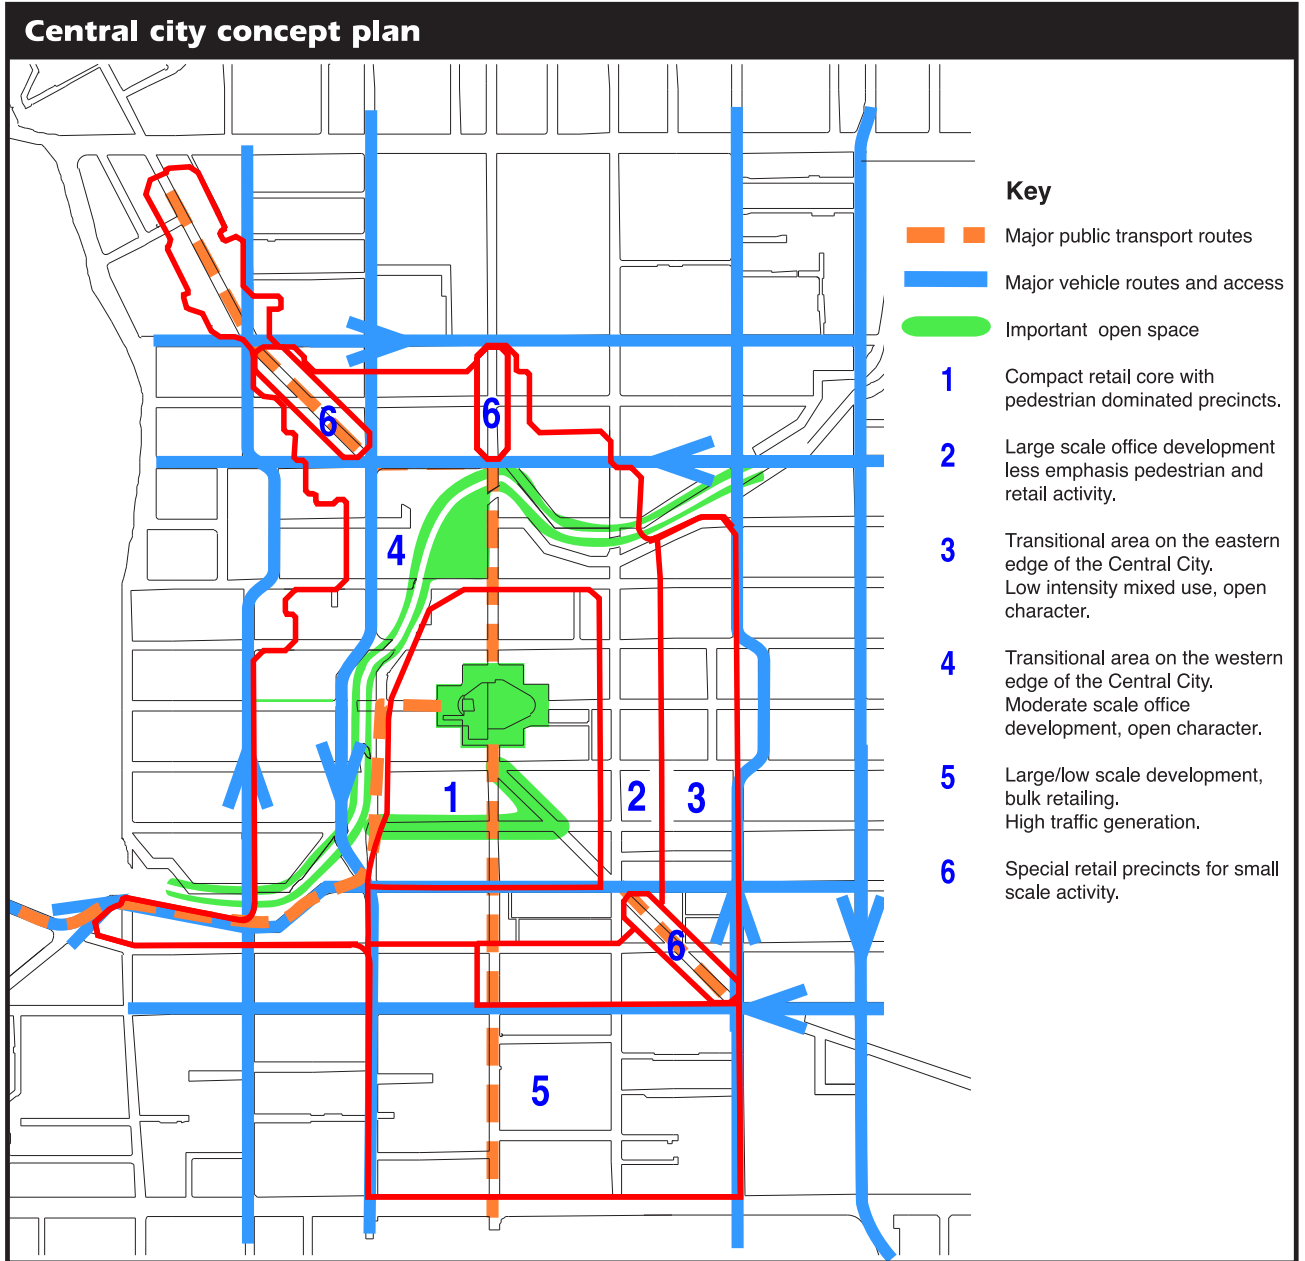 Central city concept plan
Key
Major public transport routes
Major vehicle routes and access
Important open space
1
Compact retail core with
pedestrian dominated precincts.
2
Large scale office development
less emphasis pedestrian and
retail activity.
3
Transitional area on the eastern
edge of the Central City.
Low intensity mixed use, open
character.
4
Transitional area on the western
edge of the Central City.
Moderate scale office
development, open character.
5
Large/low scale development,
bulk retailing.
High traffic generation.
6
Special retail precincts for small
scale activity.
6
6
4
1
2
3
6
5